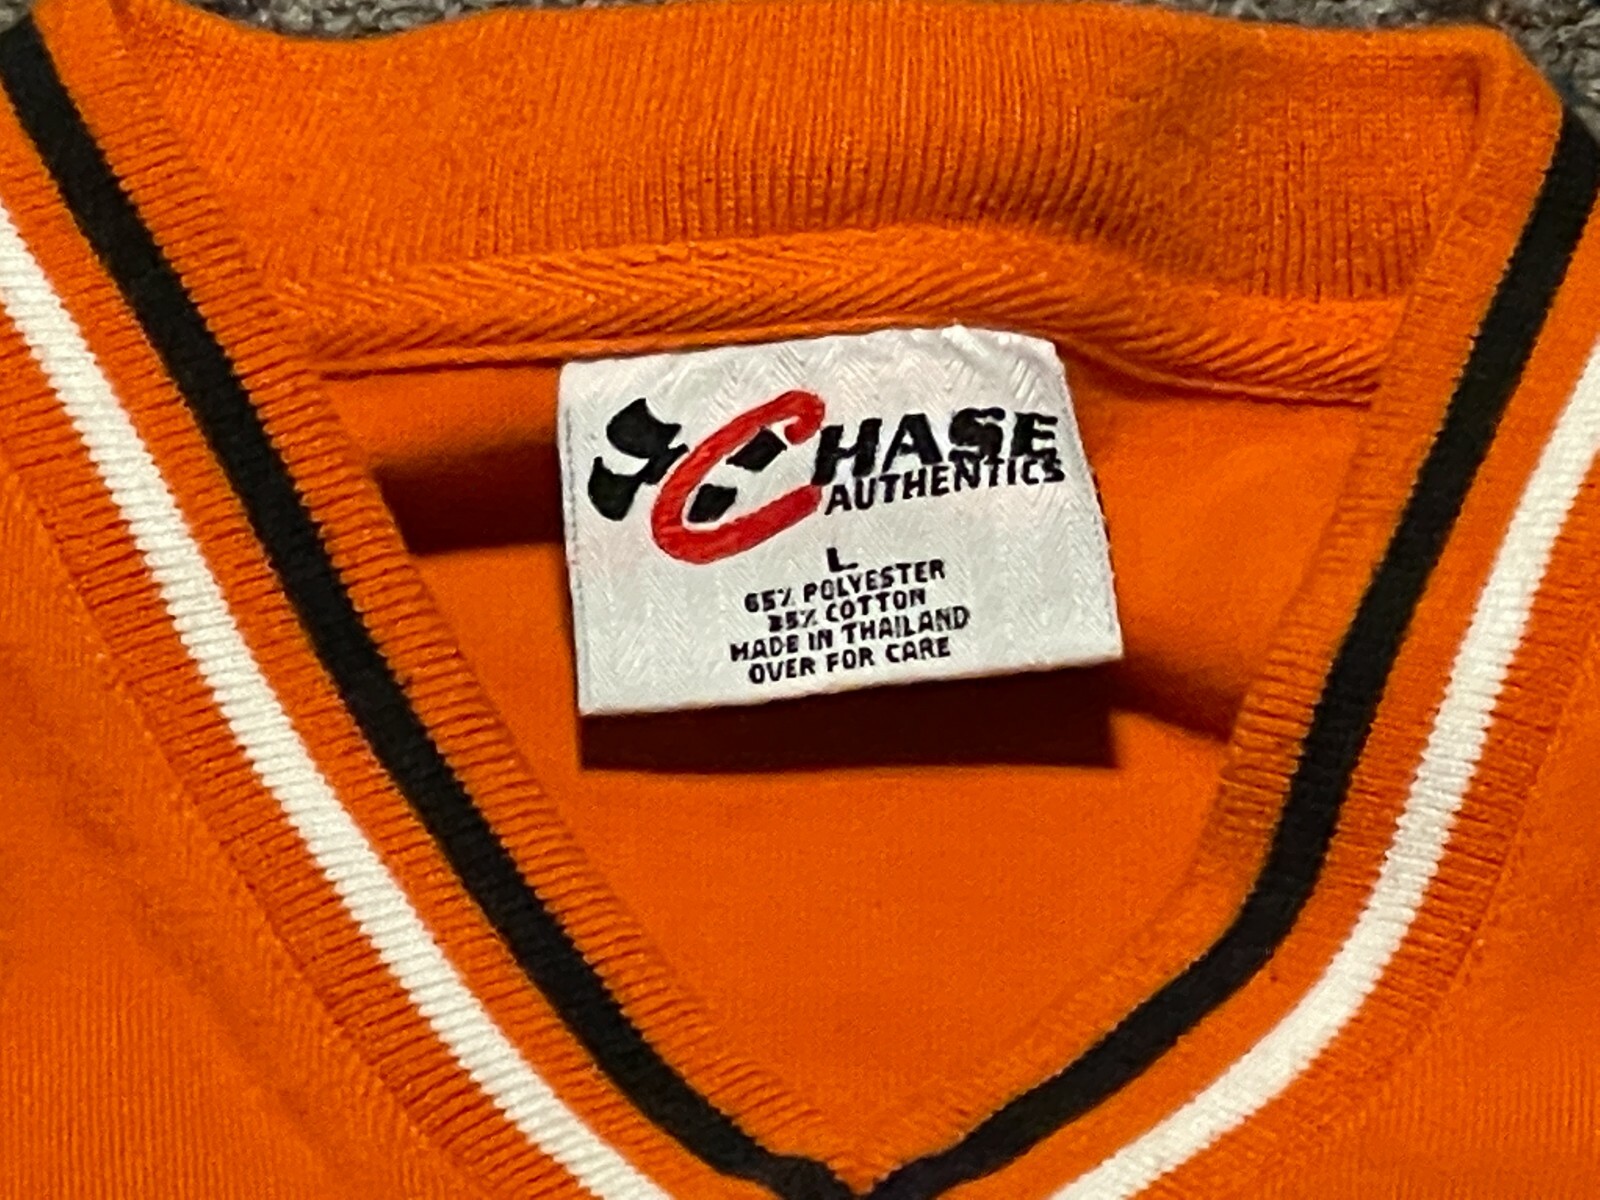 CHASE
AUTHENTICS
L
65% POLYESTER
35% COTTON
MADE IN THAILAND
OVER FOR CARE